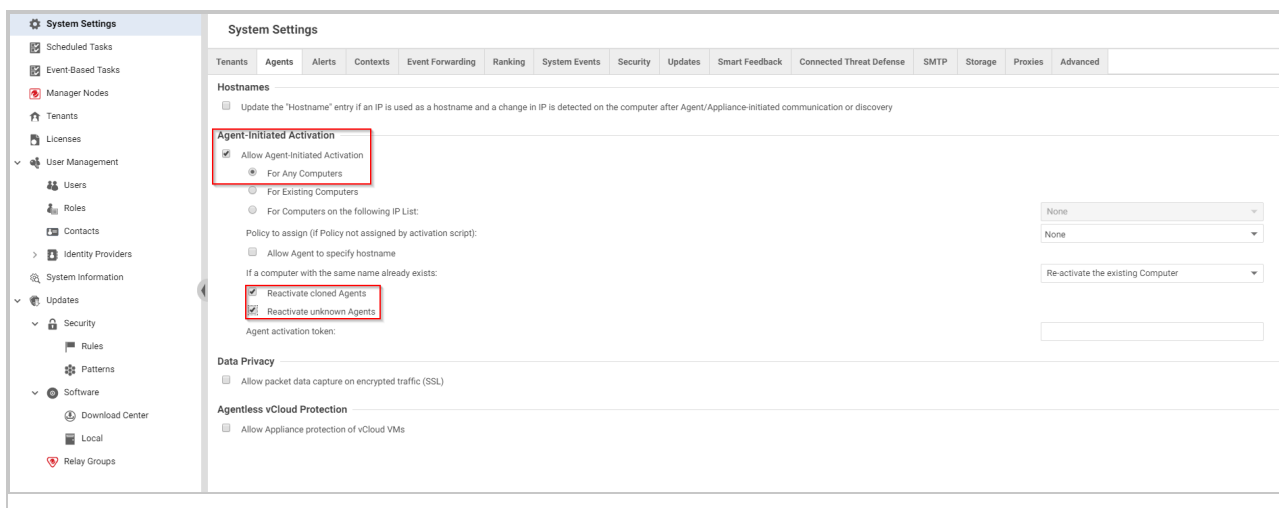 System Settings
Scheduled Tasks
Event-Based Tasks
Manager Nodes
Tenants
Licenses
User Management
Users
Roles
Contacts
Identity Providers
System Information
Updates
Security
Rules
Patterns
Software
Download Center
Local
Relay Groups
System Settings
Tenants Agents Alerts Contexts Event Forwarding Ranking System Events Security Updates Smart Feedback Connected Threat Defense SMTP Storage Proxies Advanced
Hostnames
Update the "Hostname" entry if an IP is used as a hostname and a change in IP is detected on the computer after Agent/Appliance-initiated communication or discovery
Agent-Initiated Activation
Allow Agent-Initiated Activation
For Any Computers
For Existing Computers
For Computers on the following IP List: None
Policy to assign (if Policy not assigned by activation script): None
Allow Agent to specify hostname
If a computer with the same name already exists: Re-activate the existing Computer
Reactivate cloned Agents
Reactivate unknown Agents
Agent activation token:
Data Privacy
Allow packet data capture on encrypted traffic (SSL)
Agentless vCloud Protection
Allow Appliance protection of vCloud VMs